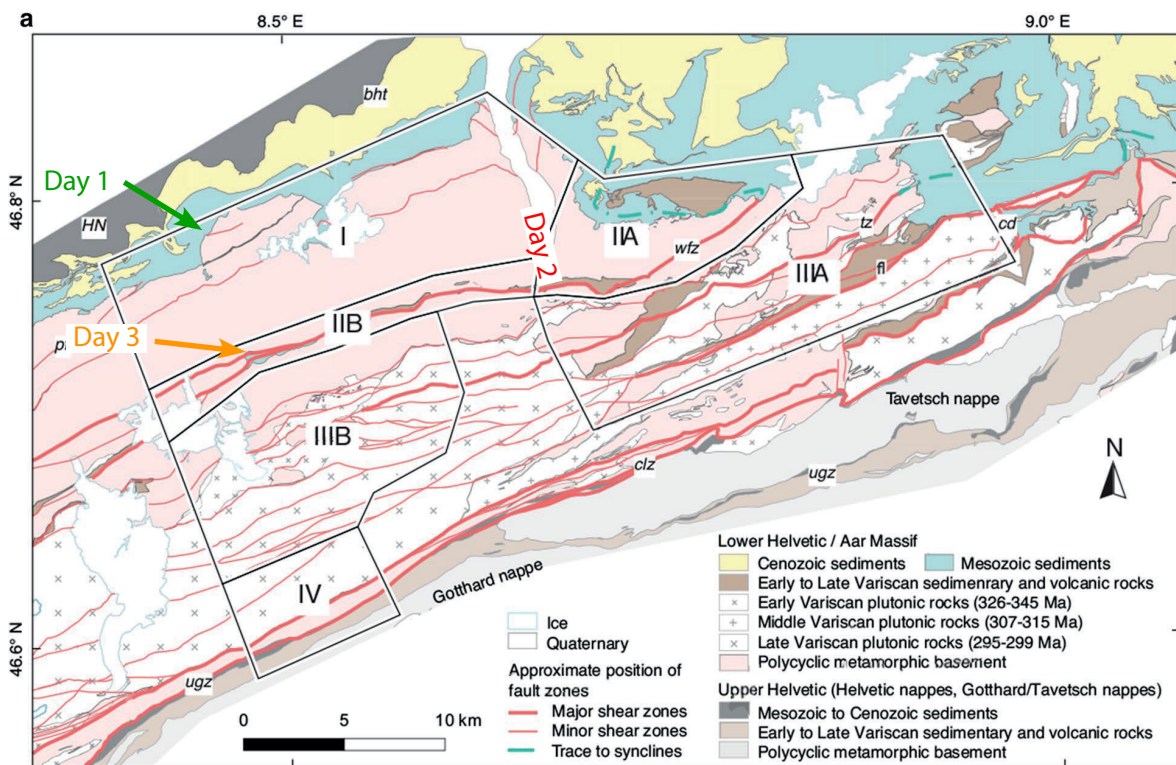 a
8.5° E
9.0° E
bht
Day 1
46.8° N
HN
I
Day 2
IIA
wfz
tz
cd
fl
IIIA
IIB
Day 3
IIIB
Tavetsch nappe
clz
ugz
N
Gotthard nappe
IV
46.6° N
ugz
0 5 10 km
Ice
Quaternary
Approximate position of
fault zones
Major shear zones
Minor shear zones
Trace to synclines
Lower Helvetic / Aar Massif
Cenozoic sediments Mesozoic sediments
Early to Late Variscan sedimenrary and volcanic rocks
Early Variscan plutonic rocks (326-345 Ma)
Middle Variscan plutonic rocks (307-315 Ma)
Late Variscan plutonic rocks (295-299 Ma)
Polycyclic metamorphic basement
Upper Helvetic (Helvetic nappes, Gotthard/Tavetsch nappes)
Mesozoic to Cenozoic sediments
Early to Late Variscan sedimentary and volcanic rocks
Polycyclic metamorphic basement